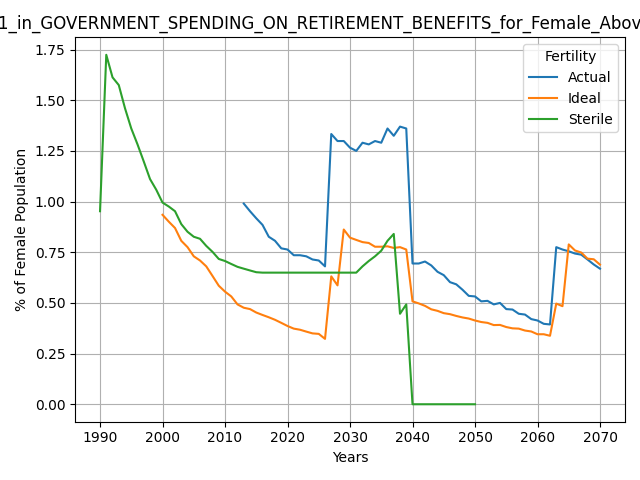 1_in_GOVERNMENT_SPENDING_ON_RETIREMENT_BENEFITS_for_Female_Abov
Fertility
Actual
Ideal
Sterile
% of Female Population
1.75
1.50
1.25
1.00
0.75
0.50
0.25
0.00
1990 2000 2010 2020 2030 2040 2050 2060 2070
Years